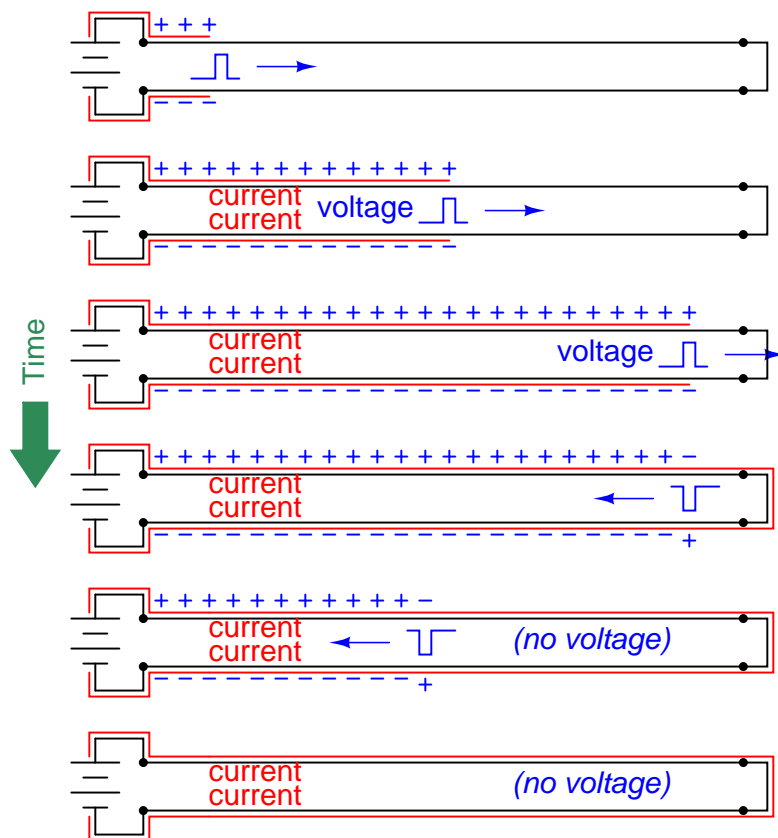 + + +
− − −
+ + + + + + + + + + + + +
current
current
voltage
− − − − − − − − − − − − −
+ + + + + + + + + + + + + + + + + + + + + + +
current
current
voltage
− − − − − − − − − − − − − − − − − − − − − − −
Time
+ + + + + + + + + + + + + + + + + + + + + + −
current
current
− − − − − − − − − − − − − − − − − − − − − − +
+ + + + + + + + + + + −
current
current
(no voltage)
− − − − − − − − − − − +
current
current
(no voltage)